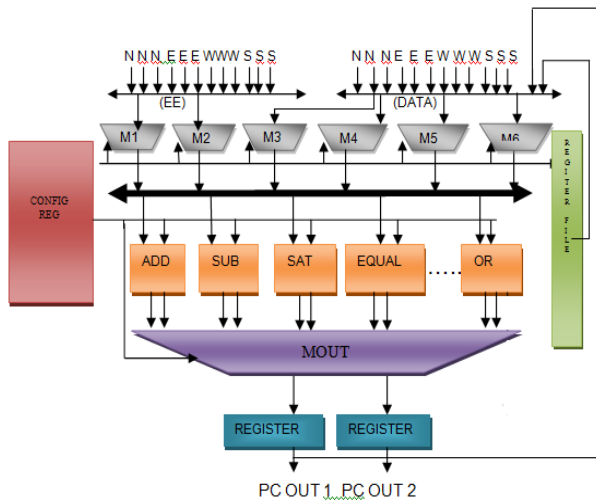 N N N E E E W W W S S S
N N N E E E W W W S S S
(EE)
(DATA)
M1
M2
M3
M4
M5
M6
CONFIG
REG
REGISTER FILE
ADD
SUB
SAT
EQUAL
.....
OR
MOUT
REGISTER
REGISTER
PC OUT 1 PC OUT 2